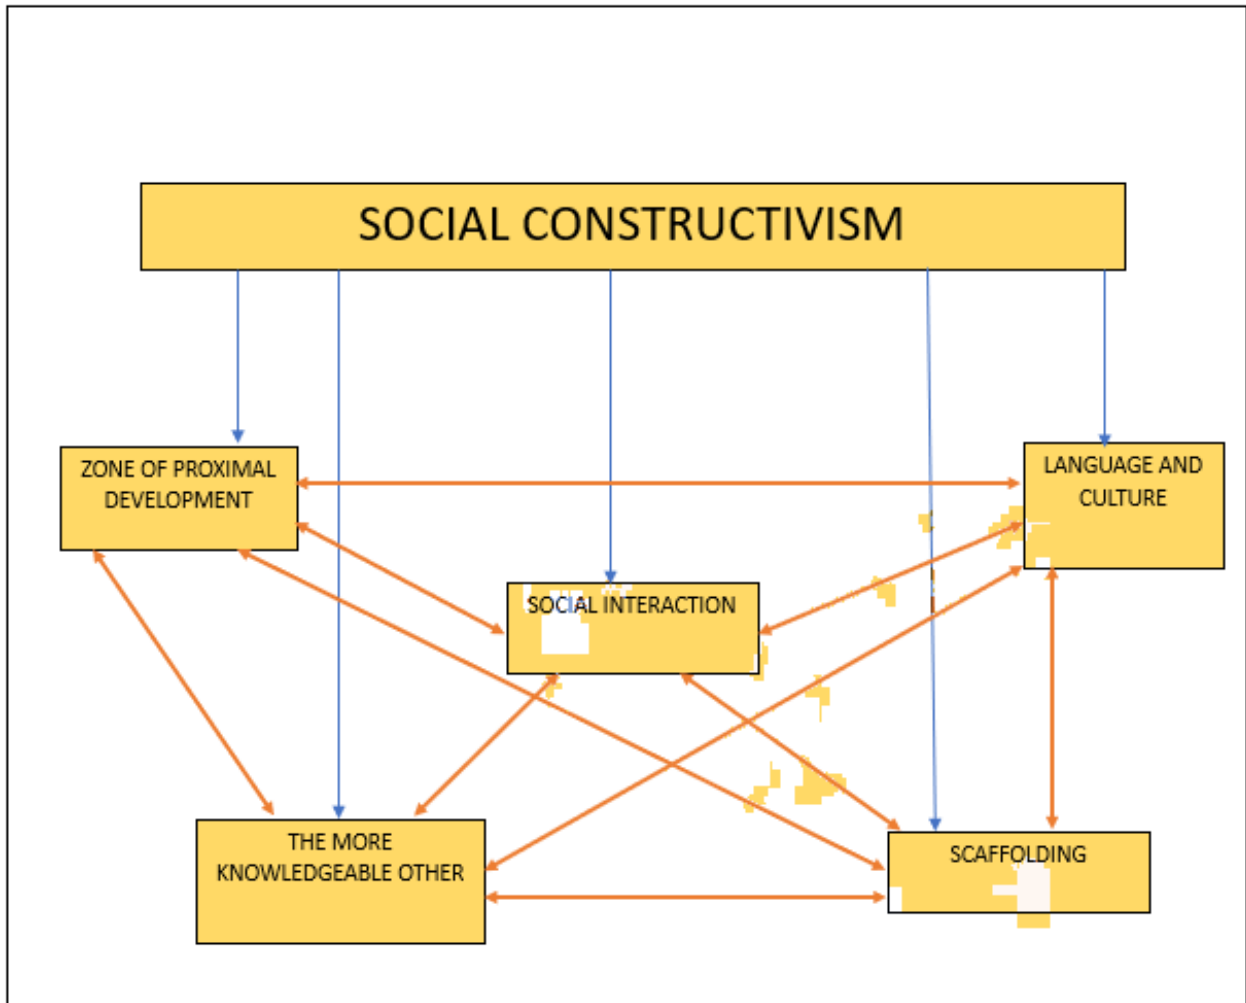 SOCIAL CONSTRUCTIVISM
ZONE OF PROXIMAL
DEVELOPMENT
LANGUAGE AND
CULTURE
SOCIAL INTERACTION
THE MORE
KNOWLEDGEABLE OTHER
SCAFFOLDING